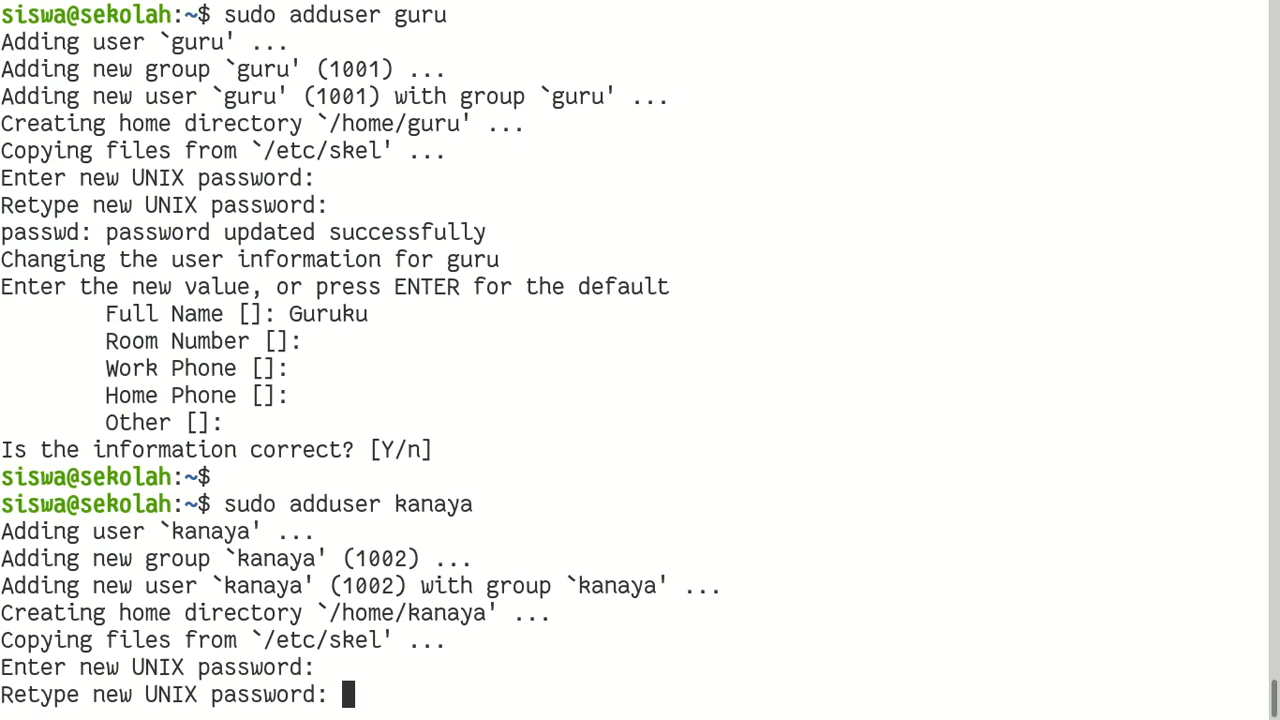 siswa@sekolah:~$ sudo adduser guru
Adding user `guru' ...
Adding new group `guru' (1001) ...
Adding new user `guru' (1001) with group `guru' ...
Creating home directory `/home/guru' ...
Copying files from `/etc/skel' ...
Enter new UNIX password:
Retype new UNIX password:
passwd: password updated successfully
Changing the user information for guru
Enter the new value, or press ENTER for the default
        Full Name []: Guruku
        Room Number []:
        Work Phone []:
        Home Phone []:
        Other []:
Is the information correct? [Y/n]
siswa@sekolah:~$
siswa@sekolah:~$ sudo adduser kanaya
Adding user `kanaya' ...
Adding new group `kanaya' (1002) ...
Adding new user `kanaya' (1002) with group `kanaya' ...
Creating home directory `/home/kanaya' ...
Copying files from `/etc/skel' ...
Enter new UNIX password:
Retype new UNIX password: